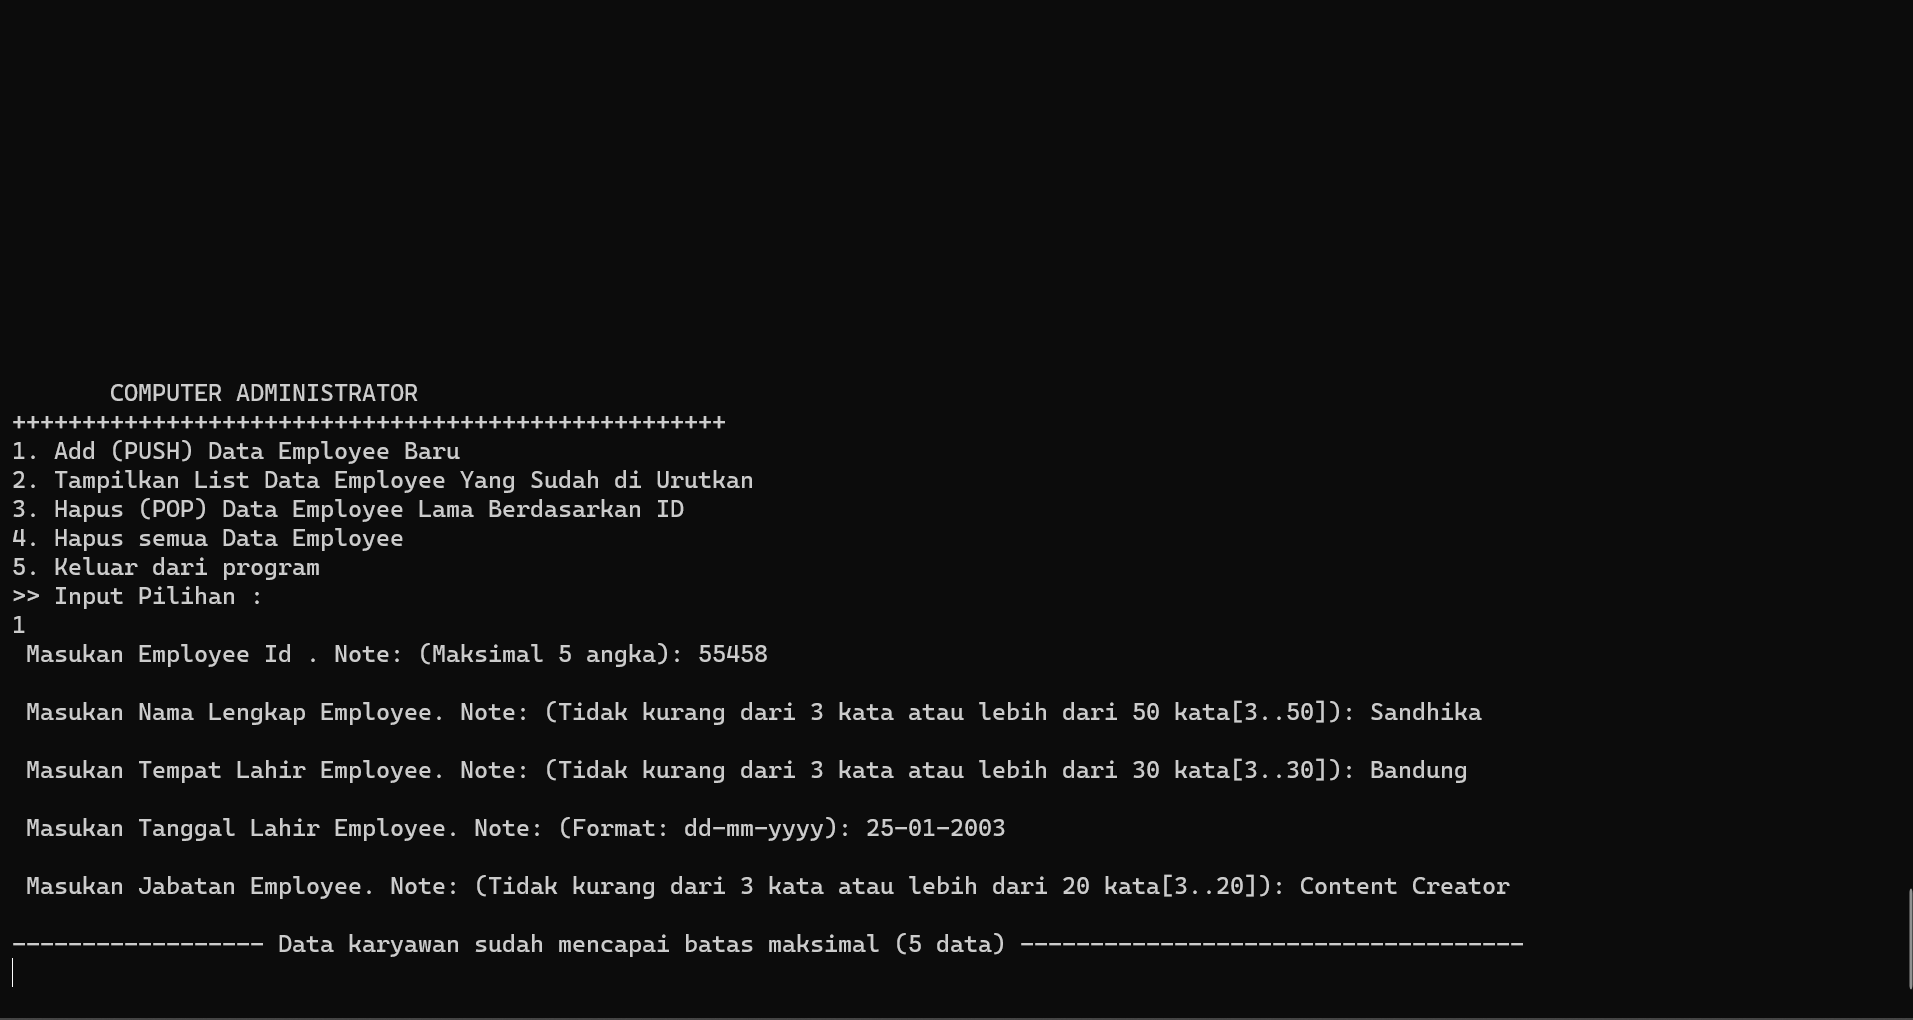 COMPUTER ADMINISTRATOR
+++++++++++++++++++++++++++++++++++++++++++++++++++
1. Add (PUSH) Data Employee Baru
2. Tampilkan List Data Employee Yang Sudah di Urutkan
3. Hapus (POP) Data Employee Lama Berdasarkan ID
4. Hapus semua Data Employee
5. Keluar dari program
>> Input Pilihan :
1
Masukan Employee Id . Note: (Maksimal 5 angka): 55458
Masukan Nama Lengkap Employee. Note: (Tidak kurang dari 3 kata atau lebih dari 50 kata[3..50]): Sandhika
Masukan Tempat Lahir Employee. Note: (Tidak kurang dari 3 kata atau lebih dari 30 kata[3..30]): Bandung
Masukan Tanggal Lahir Employee. Note: (Format: dd-mm-yyyy): 25-01-2003
Masukan Jabatan Employee. Note: (Tidak kurang dari 3 kata atau lebih dari 20 kata[3..20]): Content Creator
------------------ Data karyawan sudah mencapai batas maksimal (5 data) ------------------------------------